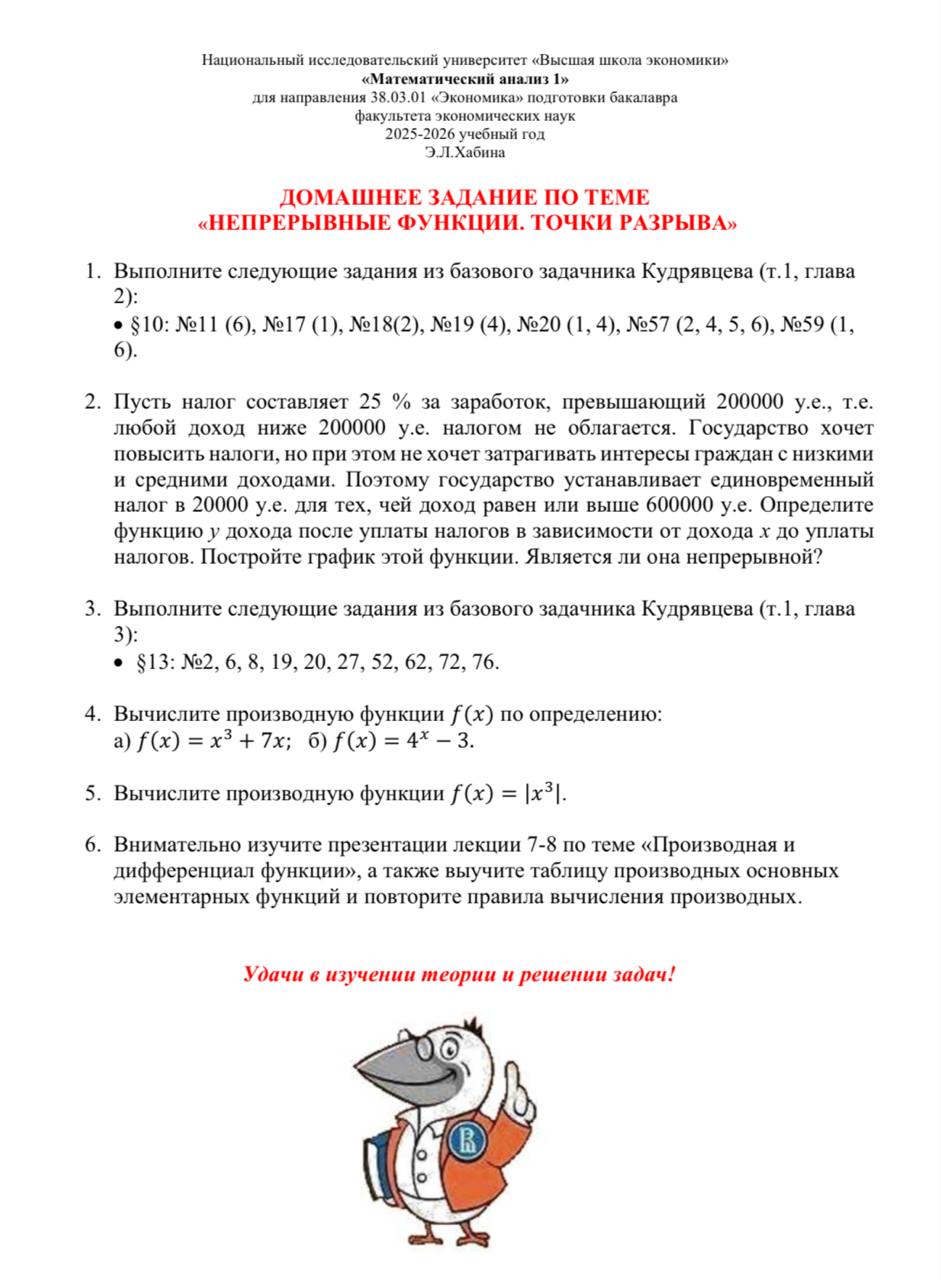 Национальный исследовательский университет «Высшая школа экономики»
«Математический анализ 1»
для направления 38.03.01 «Экономика» подготовки бакалавра
факультета экономических наук
2025-2026 учебный год
Э.Л.Хабина
ДОМАШНЕЕ ЗАДАНИЕ ПО ТЕМЕ
«НЕПРЕРЫВНЫЕ ФУНКЦИИ. ТОЧКИ РАЗРЫВА»
1. Выполните следующие задания из базового задачника Кудрявцева (т.1, глава
2):
• §10: №11 (6), №17 (1), №18(2), №19 (4), №20 (1, 4), №57 (2, 4, 5, 6), №59 (1,
6).
2. Пусть налог составляет 25 % за заработок, превышающий 200000 у.е., т.е.
любой доход ниже 200000 у.е. налогом не облагается. Государство хочет
повысить налоги, но при этом не хочет затрагивать интересы граждан с низкими
и средними доходами. Поэтому государство устанавливает единовременный
налог в 20000 у.е. для тех, чей доход равен или выше 600000 у.е. Определите
функцию y дохода после уплаты налогов в зависимости от дохода x до уплаты
налогов. Постройте график этой функции. Является ли она непрерывной?
3. Выполните следующие задания из базового задачника Кудрявцева (т.1, глава
3):
• §13: №2, 6, 8, 19, 20, 27, 52, 62, 72, 76.
4. Вычислите производную функции f(x) по определению:
а) f(x) = x³ + 7x; б) f(x) = 4ˣ − 3.
5. Вычислите производную функции f(x) = |x³|.
6. Внимательно изучите презентации лекции 7-8 по теме «Производная и
дифференциал функции», а также выучите таблицу производных основных
элементарных функций и повторите правила вычисления производных.
Удачи в изучении теории и решении задач!